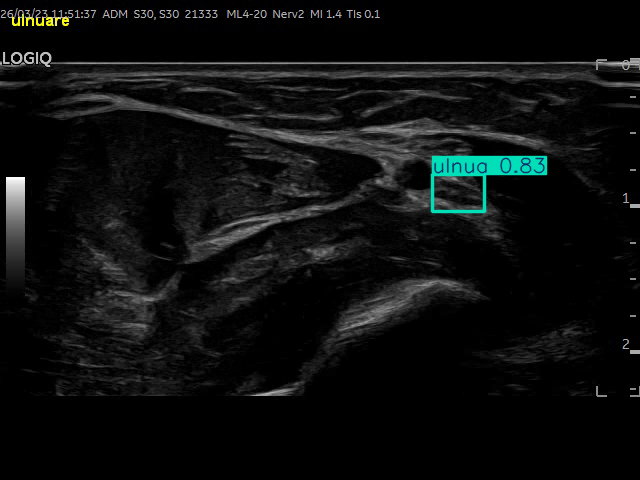 26/03/23 11:51:37 ADM S30, S30 21333 ML4-20 Nerv2 MI 1.4 TIs 0.1
ulnuare
LOGIQ
0
ulnua 0.83
1
2